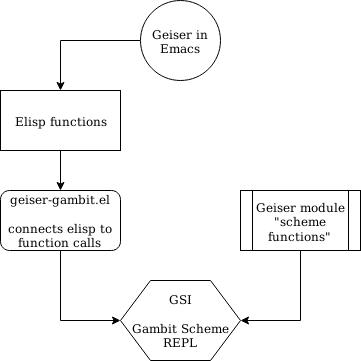 Geiser in
Emacs
Elisp functions
geiser-gambit.el
connects elisp to
function calls
Geiser module
"scheme
functions"
GSI
Gambit Scheme
REPL